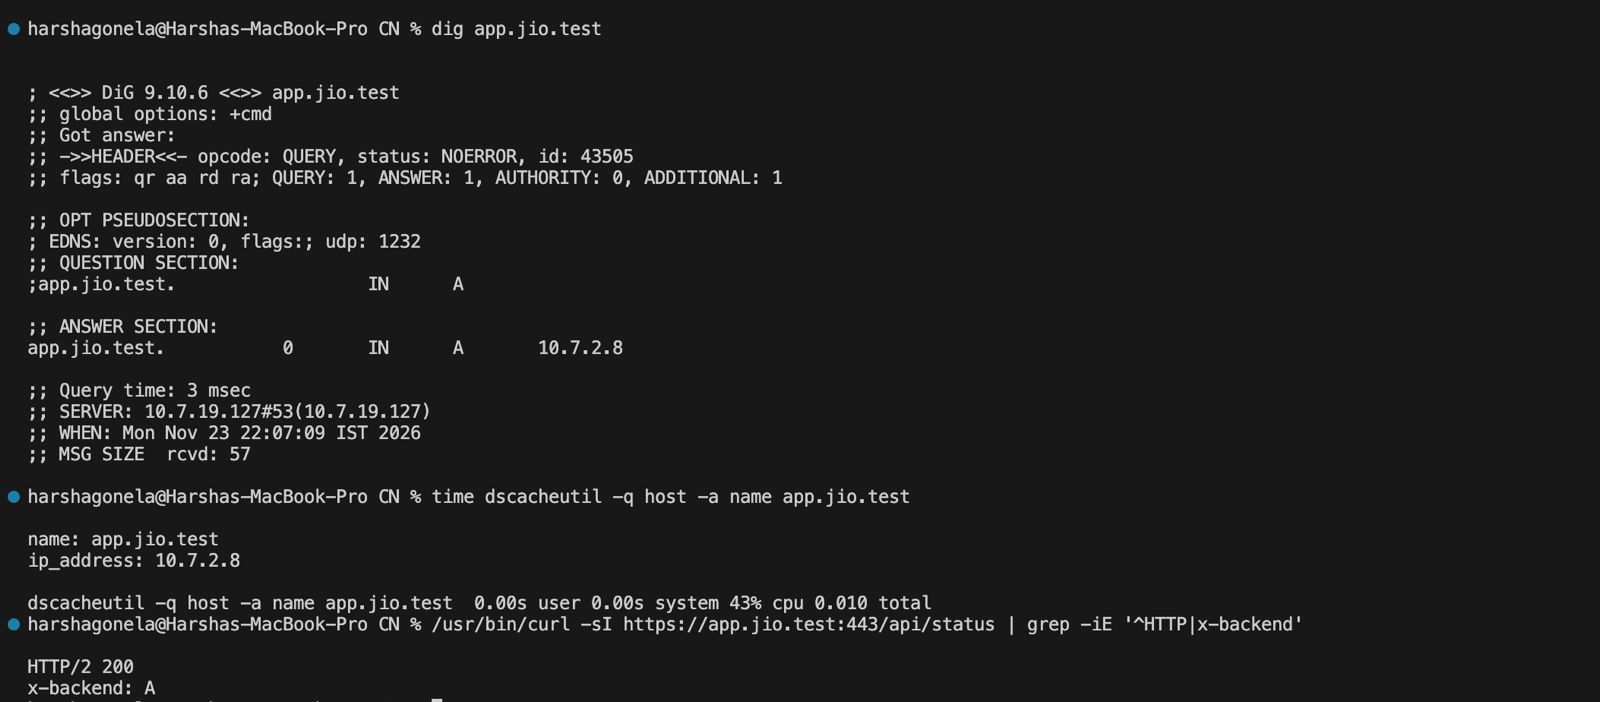 harshagonela@Harshas-MacBook-Pro CN % dig app.jio.test
; <<>> DiG 9.10.6 <<>> app.jio.test
;; global options: +cmd
;; Got answer:
;; ->>HEADER<<- opcode: QUERY, status: NOERROR, id: 43505
;; flags: qr aa rd ra; QUERY: 1, ANSWER: 1, AUTHORITY: 0, ADDITIONAL: 1
;; OPT PSEUDOSECTION:
; EDNS: version: 0, flags:; udp: 1232
;; QUESTION SECTION:
;app.jio.test. IN A
;; ANSWER SECTION:
app.jio.test. 0 IN A 10.7.2.8
;; Query time: 3 msec
;; SERVER: 10.7.19.127#53(10.7.19.127)
;; WHEN: Mon Nov 23 22:07:09 IST 2026
;; MSG SIZE  rcvd: 57
harshagonela@Harshas-MacBook-Pro CN % time dscacheutil -q host -a name app.jio.test
name: app.jio.test
ip_address: 10.7.2.8
dscacheutil -q host -a name app.jio.test  0.00s user 0.00s system 43% cpu 0.010 total
harshagonela@Harshas-MacBook-Pro CN % /usr/bin/curl -sI https://app.jio.test:443/api/status | grep -iE '^HTTP|x-backend'
HTTP/2 200
x-backend: A